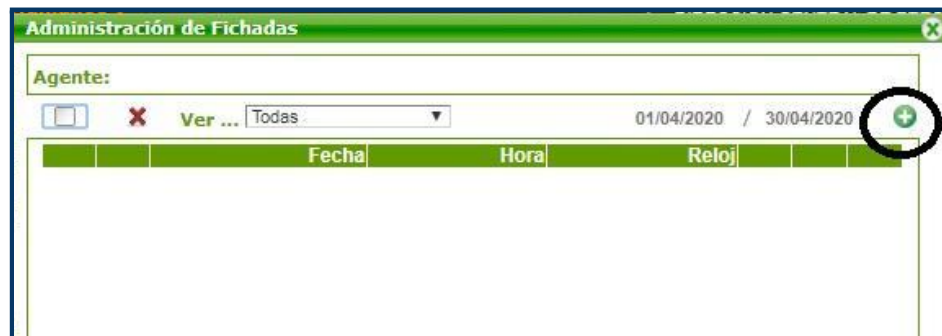 Administración de Fichadas
Agente:
Ver ... Todas 01/04/2020 / 30/04/2020
Fecha Hora Reloj